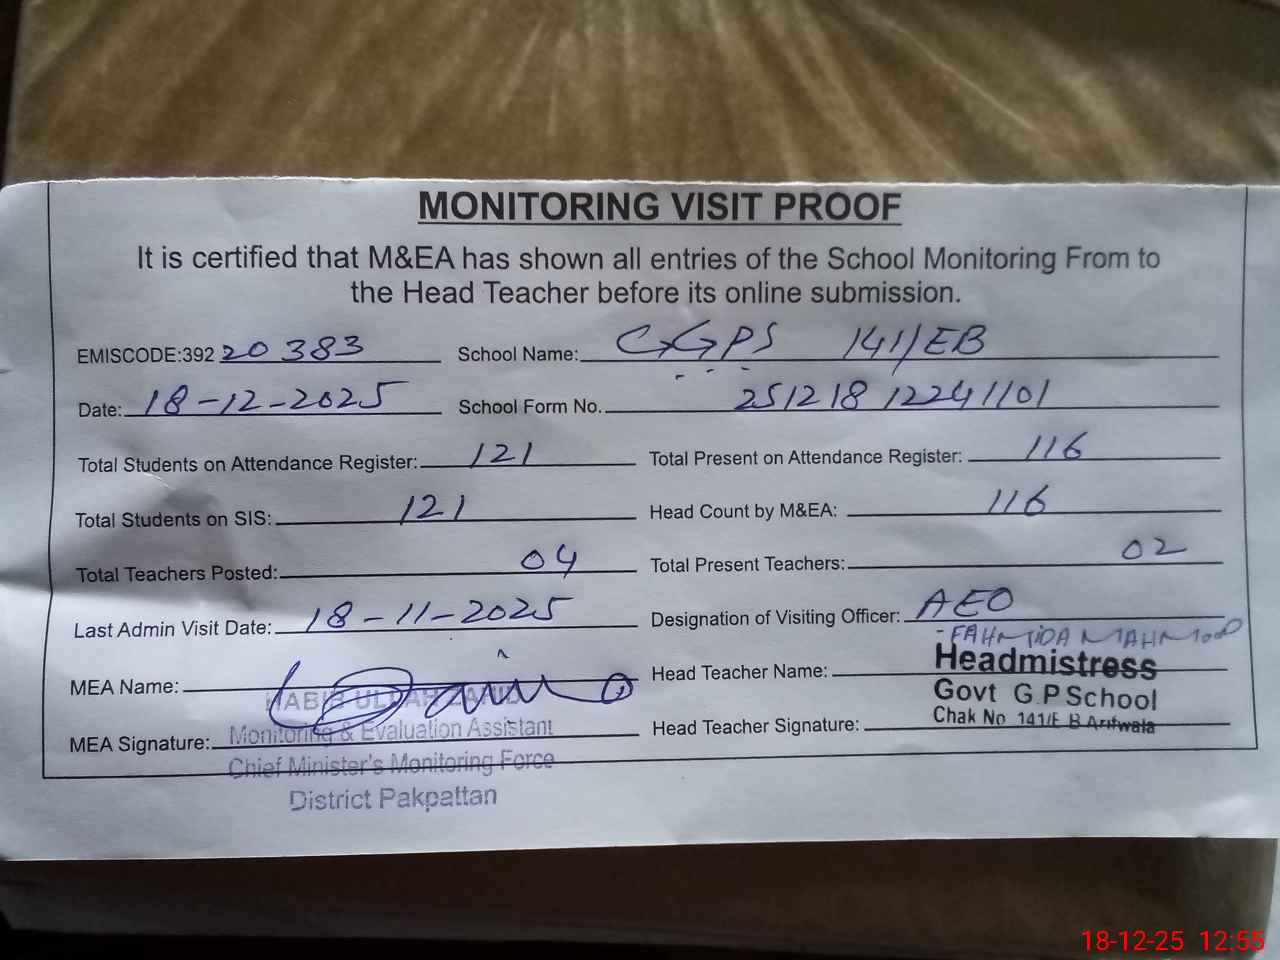 MONITORING VISIT PROOF
It is certified that M&EA has shown all entries of the School Monitoring From to
the Head Teacher before its online submission.
EMISCODE:392 20383 School Name: GGPS 141/EB
Date: 18-12-2025 School Form No. 25121812241101
Total Students on Attendance Register: 121 Total Present on Attendance Register: 116
Total Students on SIS: 121 Head Count by M&EA: 116
Total Teachers Posted: 04 Total Present Teachers: 02
Last Admin Visit Date: 18-11-2025 Designation of Visiting Officer: AEO
FAHMIDA MAHMOOD
MEA Name: HABIB ULLAH Head Teacher Name: Headmistress
Govt G.P School
MEA Signature: Monitoring & Evaluation Assistant Head Teacher Signature: Chak No 141/E.B Arifwala
Chief Minister's Monitoring Force
District Pakpattan
18-12-25 12:55